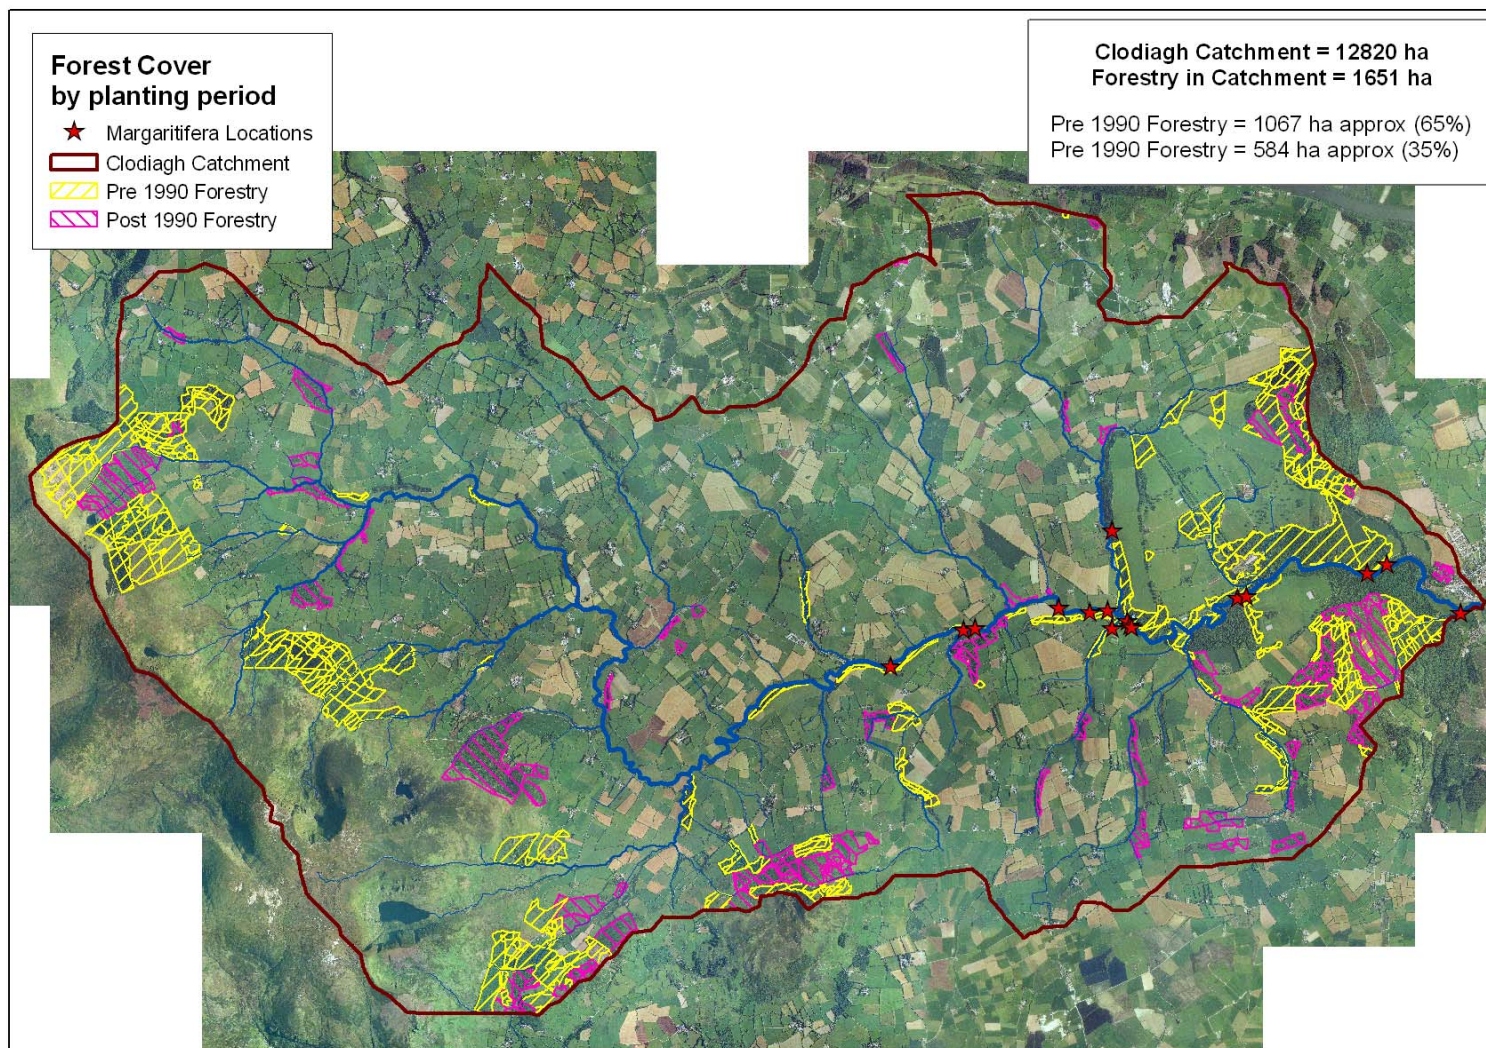 Forest Cover
by planting period
Margaritifera Locations
Clodiagh Catchment
Pre 1990 Forestry
Post 1990 Forestry
Clodiagh Catchment = 12820 ha
Forestry in Catchment = 1651 ha
Pre 1990 Forestry = 1067 ha approx (65%)
Pre 1990 Forestry = 584 ha approx (35%)